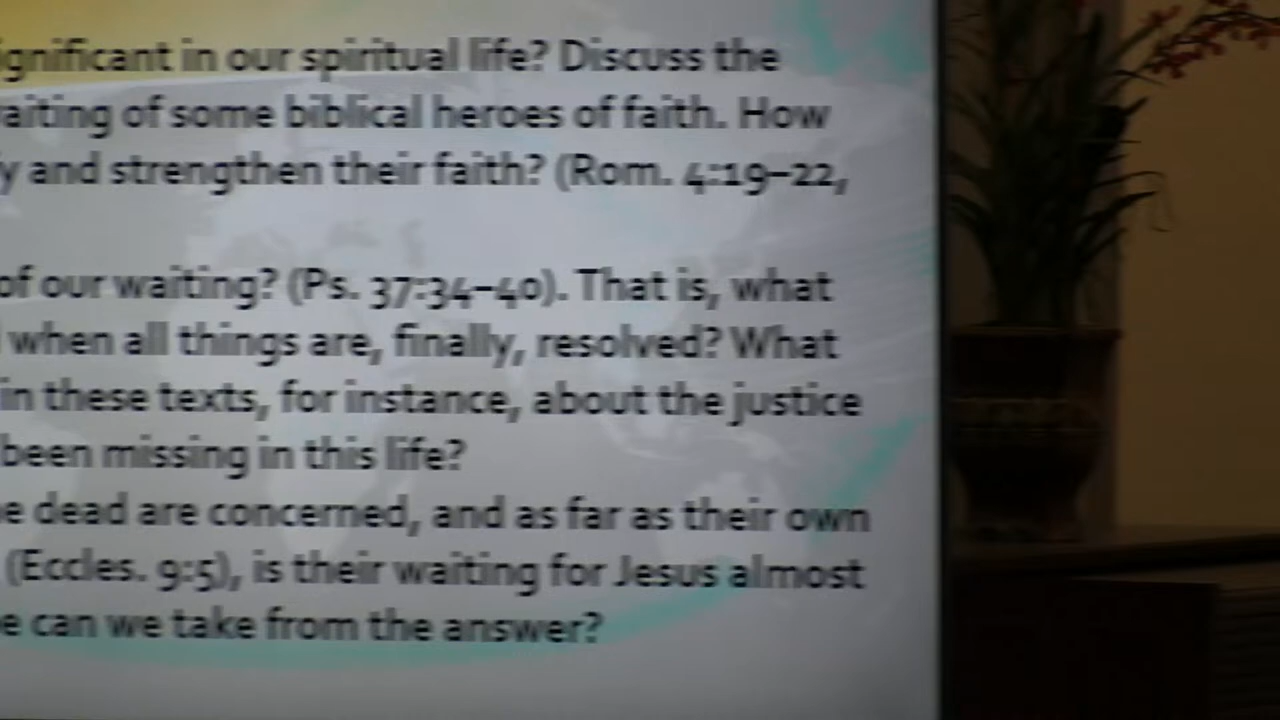 in our spiritual life? Discuss the
of some biblical heroes of faith. How
and strengthen their faith? (Rom. 4:19–22,
of our waiting? (Ps. 37:34–40). That is, what
when all things are, finally, resolved? What
in these texts, for instance, about the justice
been missing in this life?
dead are concerned, and as far as their own
(Eccles. 9:5), is their waiting for Jesus almost
can we take from the answer?